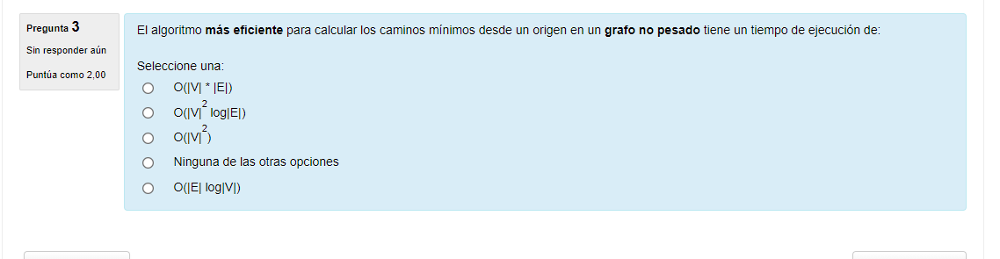 Pregunta 3
Sin responder aún
Puntúa como 2,00
El algoritmo más eficiente para calcular los caminos mínimos desde un origen en un grafo no pesado tiene un tiempo de ejecución de:
Seleccione una:
O(|V| * |E|)
O(|V|² log|E|)
O(|V|²)
Ninguna de las otras opciones
O(|E| log|V|)